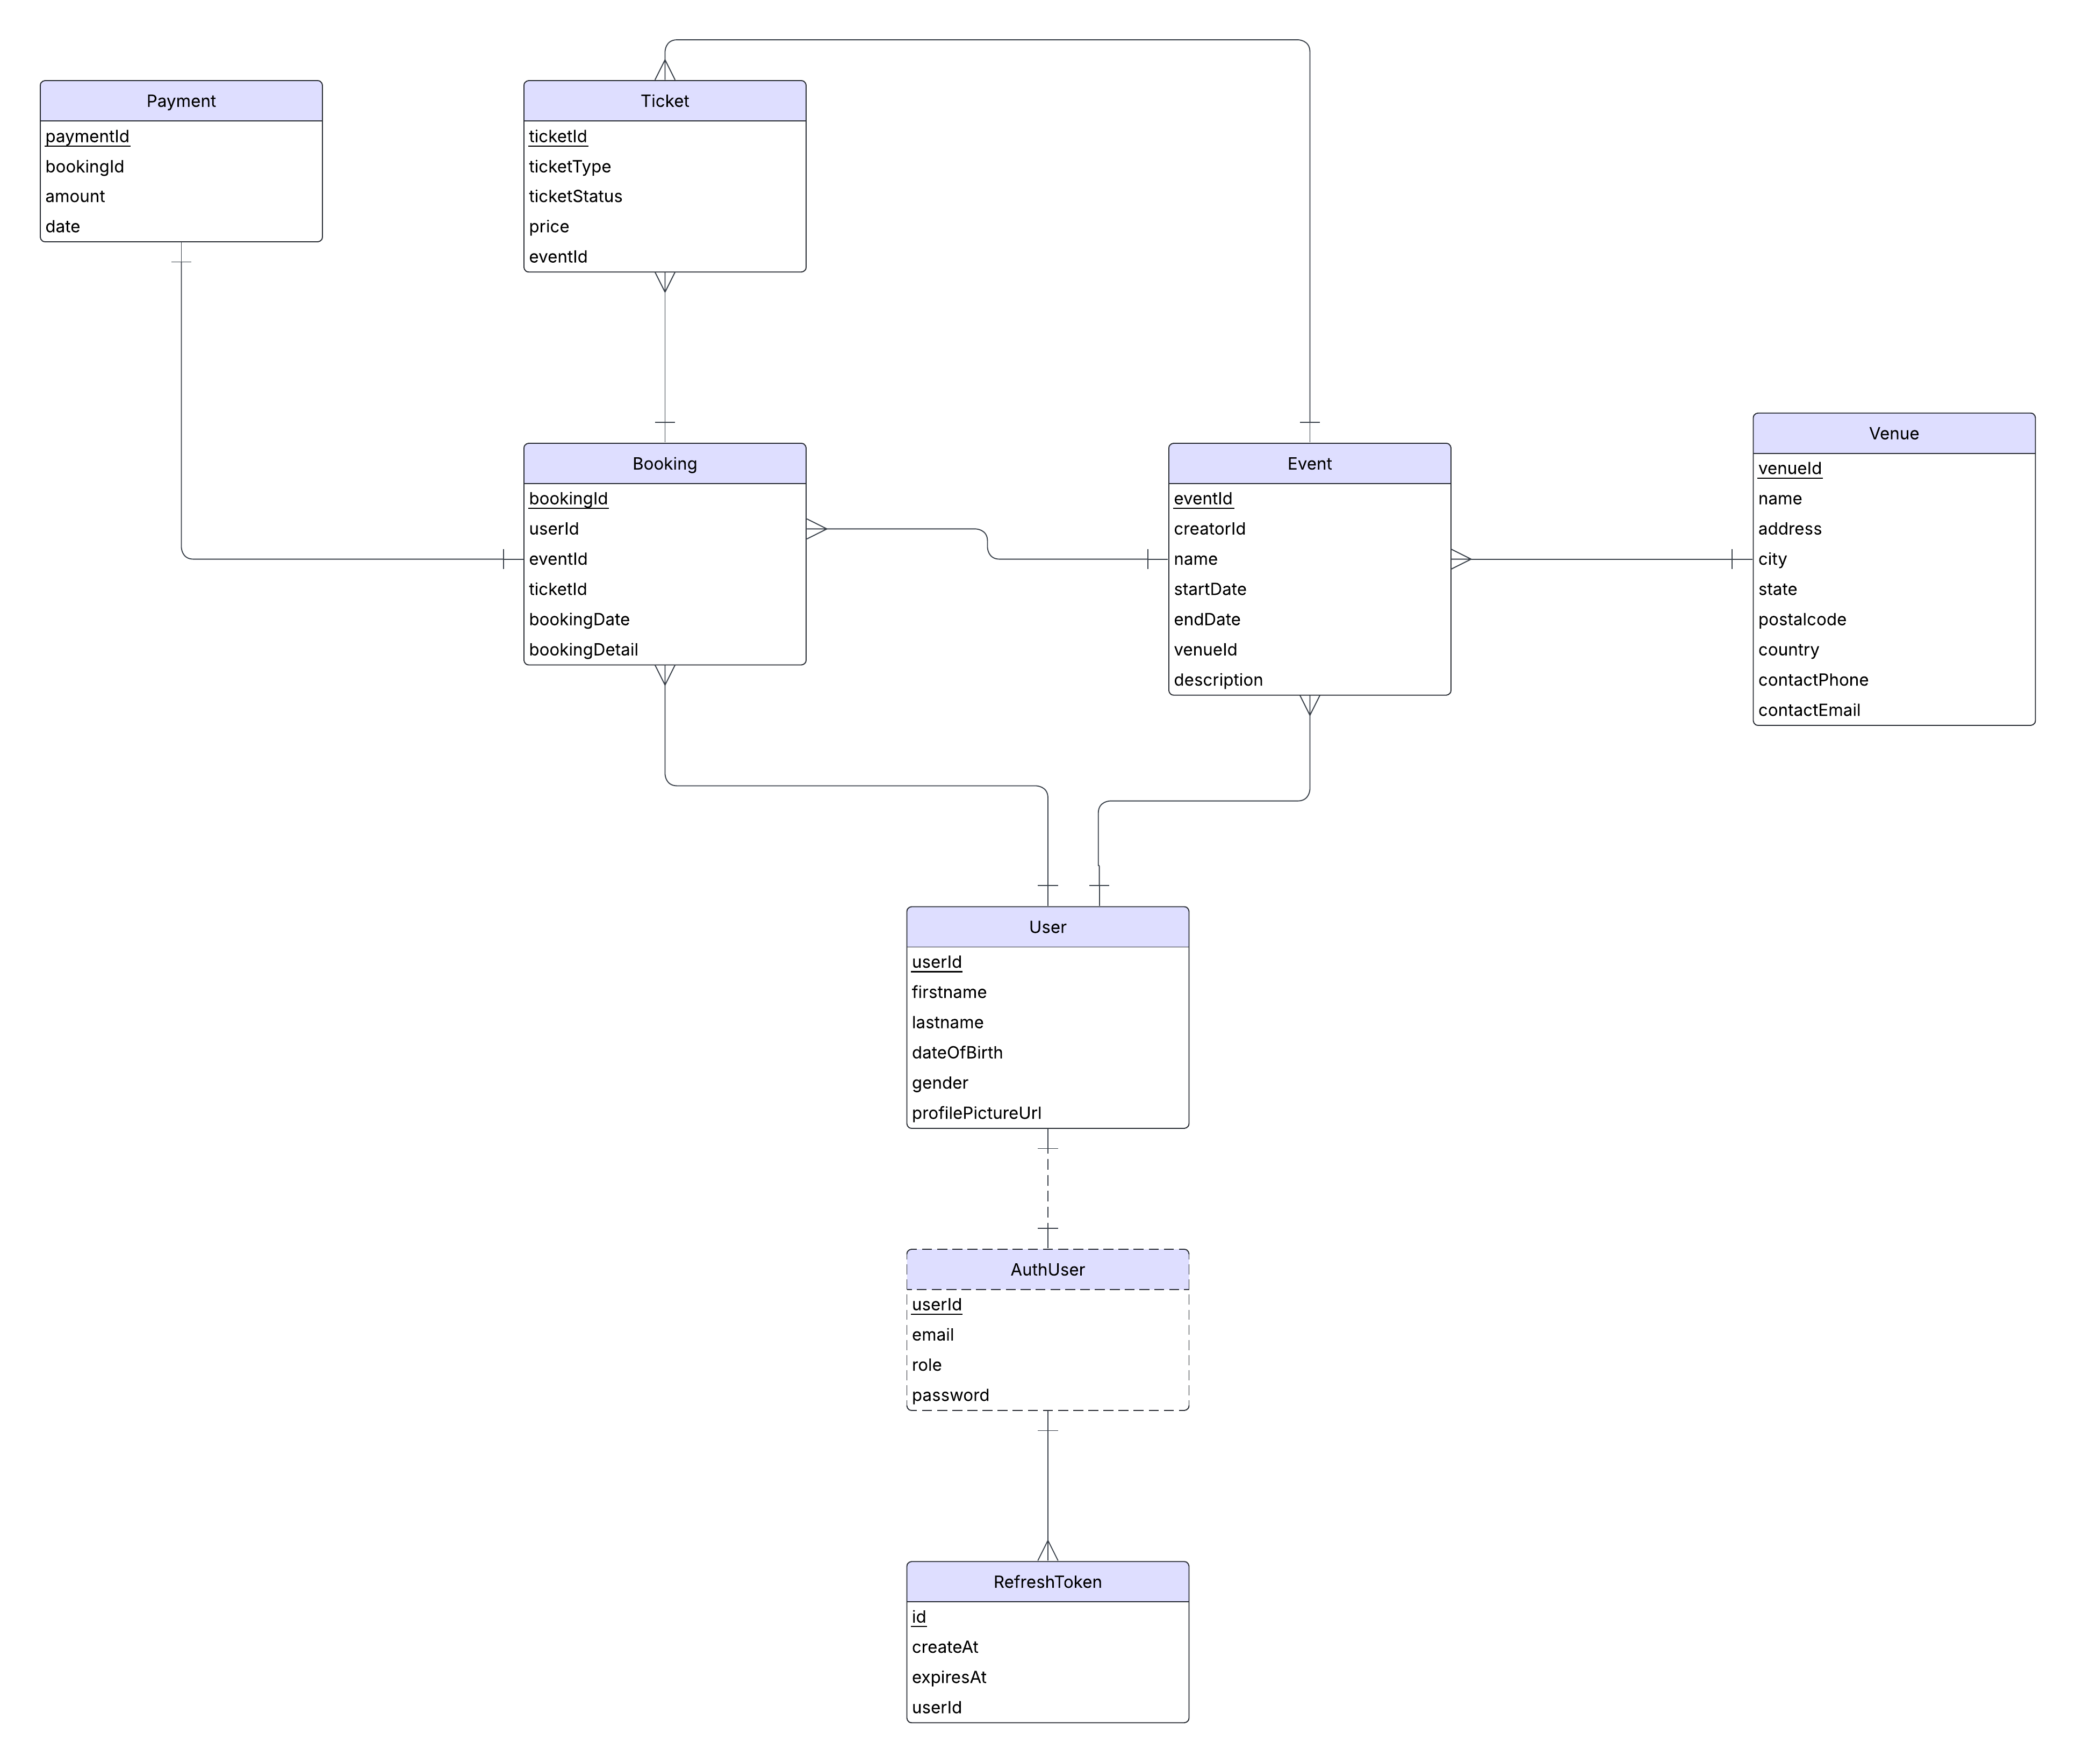 Payment
paymentId
bookingId
amount
date
Ticket
ticketId
ticketType
ticketStatus
price
eventId
Booking
bookingId
userId
eventId
ticketId
bookingDate
bookingDetail
Event
eventId
creatorId
name
startDate
endDate
venueId
description
Venue
venueId
name
address
city
state
postalcode
country
contactPhone
contactEmail
User
userId
firstname
lastname
dateOfBirth
gender
profilePictureUrl
AuthUser
userId
email
role
password
RefreshToken
id
createAt
expiresAt
userId